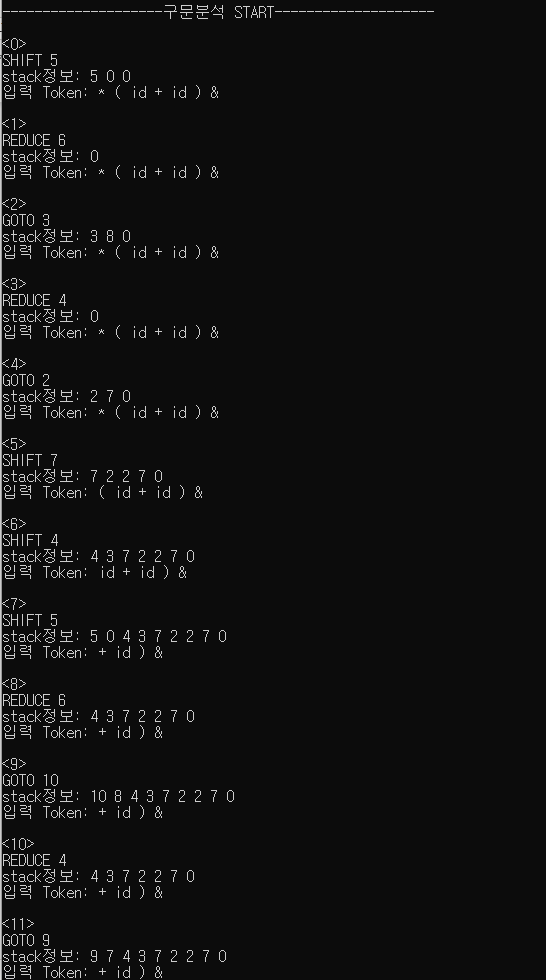 --------------------구문분석 START--------------------
<0>
SHIFT 5
stack정보: 5 0 0
입력 Token: * ( id + id ) &
<1>
REDUCE 6
stack정보: 0
입력 Token: * ( id + id ) &
<2>
GOTO 3
stack정보: 3 8 0
입력 Token: * ( id + id ) &
<3>
REDUCE 4
stack정보: 0
입력 Token: * ( id + id ) &
<4>
GOTO 2
stack정보: 2 7 0
입력 Token: * ( id + id ) &
<5>
SHIFT 7
stack정보: 7 2 2 7 0
입력 Token: ( id + id ) &
<6>
SHIFT 4
stack정보: 4 3 7 2 2 7 0
입력 Token: id + id ) &
<7>
SHIFT 5
stack정보: 5 0 4 3 7 2 2 7 0
입력 Token: + id ) &
<8>
REDUCE 6
stack정보: 4 3 7 2 2 7 0
입력 Token: + id ) &
<9>
GOTO 10
stack정보: 10 8 4 3 7 2 2 7 0
입력 Token: + id ) &
<10>
REDUCE 4
stack정보: 4 3 7 2 2 7 0
입력 Token: + id ) &
<11>
GOTO 9
stack정보: 9 7 4 3 7 2 2 7 0
입력 Token: + id ) &